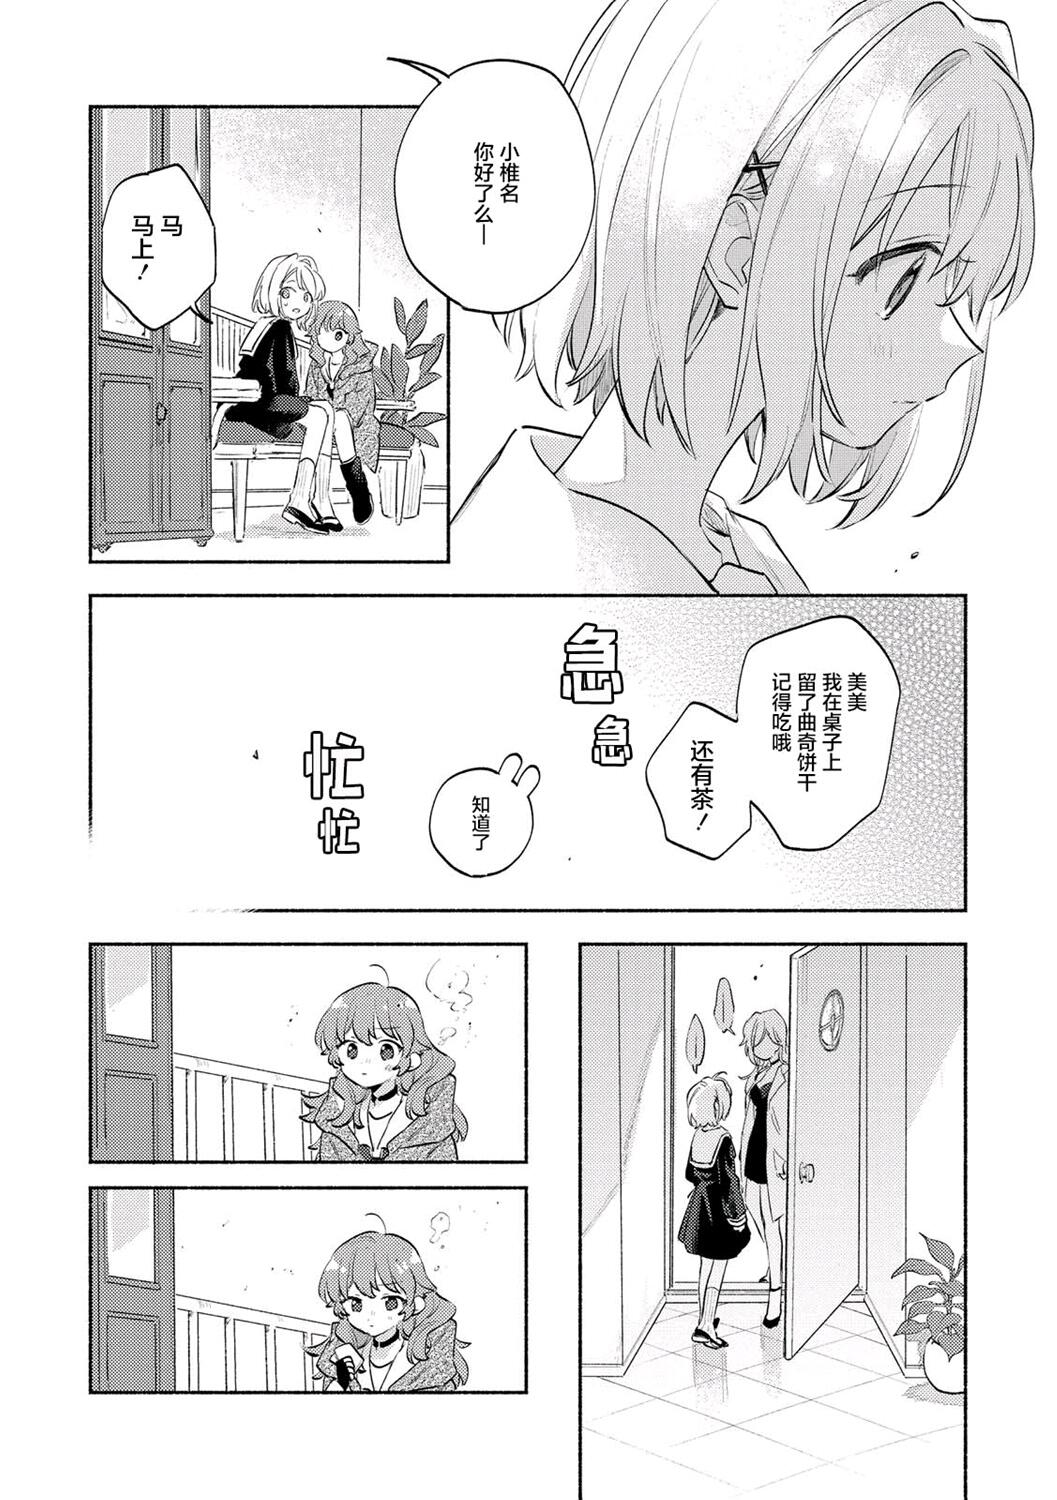 小椎名
你好了么—
马
马上！
美美
我在桌子上
留了曲奇饼干
记得吃哦
还有茶！
急
急
知道了
忙
忙